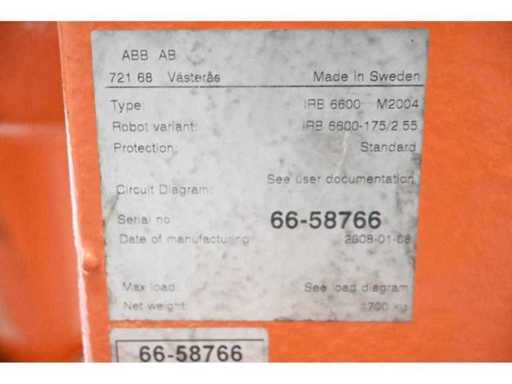 ABB AB
721 68 Västerås Made in Sweden
Type: IRB 6600 M2004
Robot variant: IRB 6600-175/2.55
Protection: Standard
Circuit Diagram: See user documentation
Serial no 66-58766
Date of manufacturing: 2008-01-08
Max load: See load diagram
Net weight: 1700 kg
66-58766